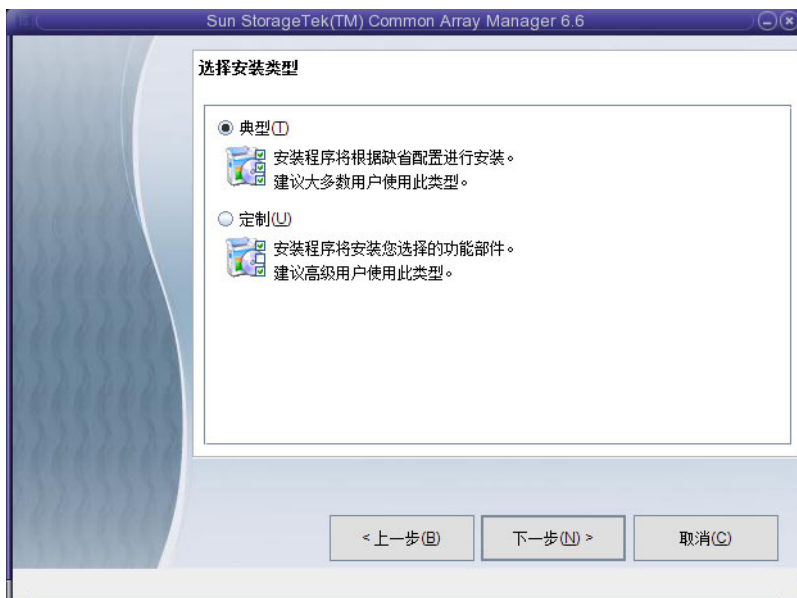 Sun StorageTek(TM) Common Array Manager 6.6
选择安装类型
典型(T)
安装程序将根据缺省配置进行安装。
建议大多数用户使用此类型。
定制(U)
安装程序将安装您选择的功能部件。
建议高级用户使用此类型。
<上一步(B)
下一步(N) >
取消(C)